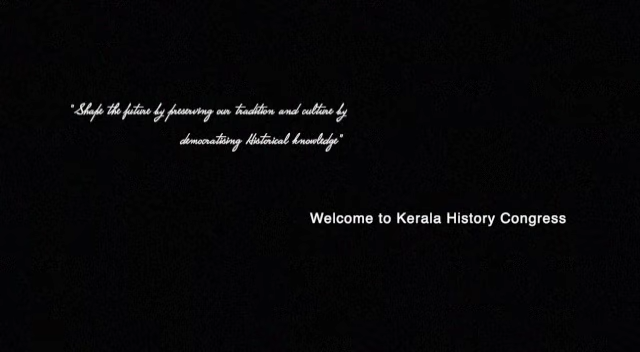 "Shape the future by preserving our tradition and culture by
democratising Historical knowledge"
Welcome to Kerala History Congress